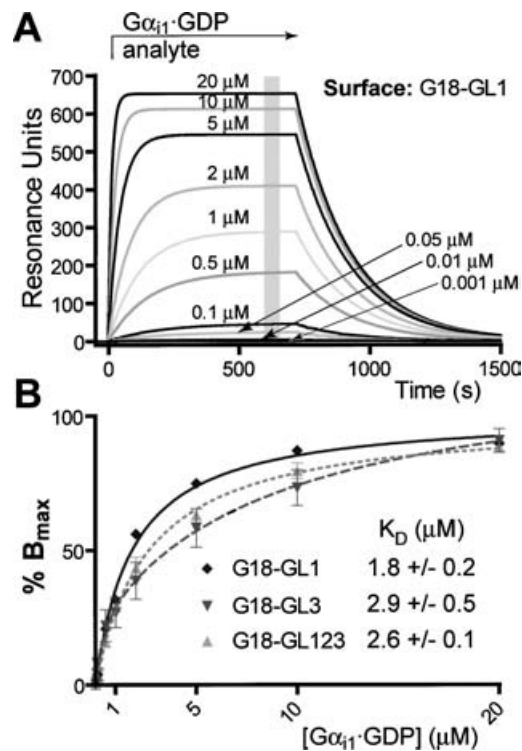 A
Gαi1·GDP
analyte
Surface: G18-GL1
Resonance Units
700
600
500
400
300
200
100
0
20 μM
10 μM
5 μM
2 μM
1 μM
0.5 μM
0.1 μM
0.05 μM
0.01 μM
0.001 μM
0
500
1000
1500
Time (s)
B
% Bmax
100
50
0
KD (μM)
G18-GL1 1.8 +/- 0.2
G18-GL3 2.9 +/- 0.5
G18-GL123 2.6 +/- 0.1
1
5
10
20
[Gαi1·GDP] (μM)